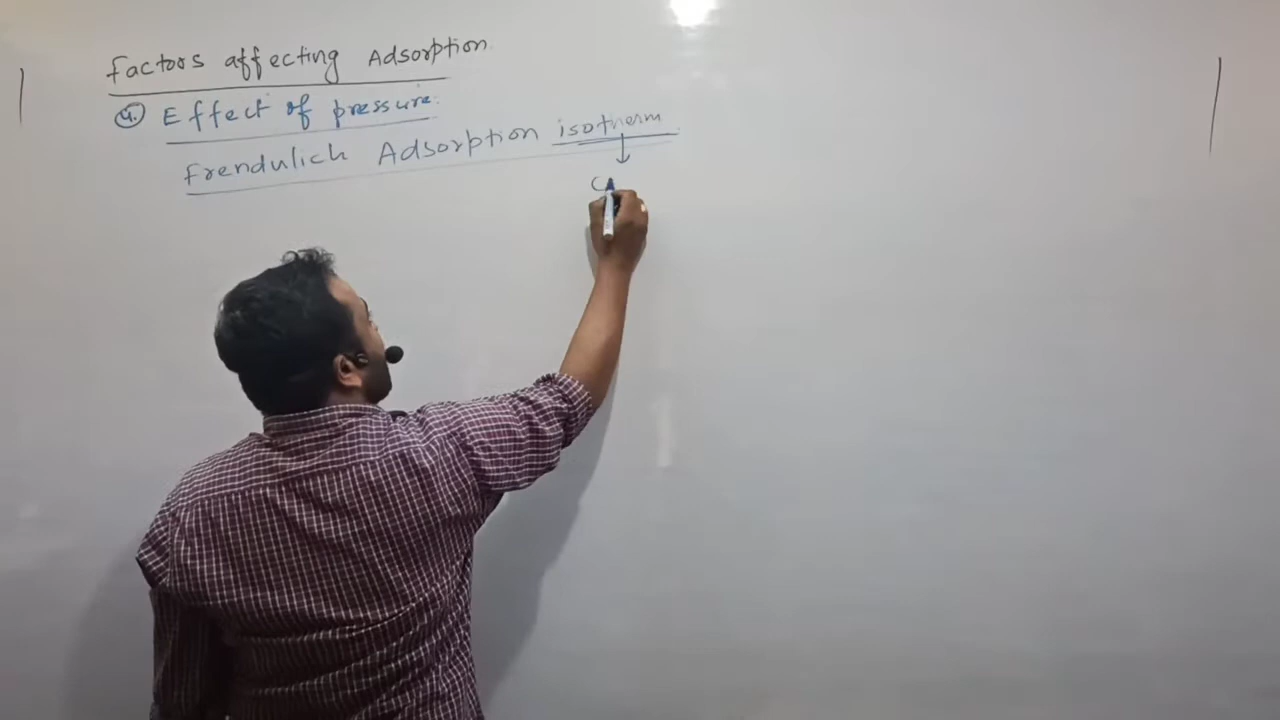 Factors affecting Adsorption
4. Effect of pressure.
Frendulich Adsorption isotherm